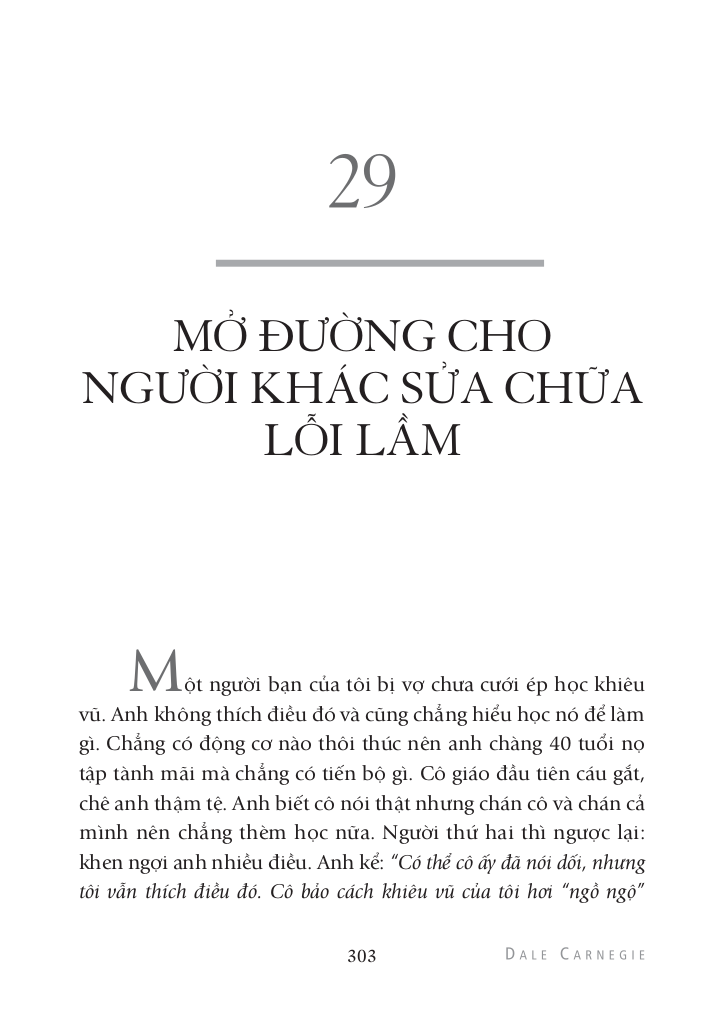 29
MỞ ĐƯỜNG CHO
NGƯỜI KHÁC SỬA CHỮA
LỖI LẦM
Một người bạn của tôi bị vợ chưa cưới ép học khiêu
vũ. Anh không thích điều đó và cũng chẳng hiểu học nó để làm
gì. Chẳng có động cơ nào thôi thúc nên anh chàng 40 tuổi nọ
tập tành mãi mà chẳng có tiến bộ gì. Cô giáo đầu tiên cáu gắt,
chê anh thậm tệ. Anh biết cô nói thật nhưng chán cô và chán cả
mình nên chẳng thèm học nữa. Người thứ hai thì ngược lại:
khen ngợi anh nhiều điều. Anh kể: “Có thể cô ấy đã nói dối, nhưng
tôi vẫn thích điều đó. Cô bảo cách khiêu vũ của tôi hơi “ngồ ngộ”
303
DALE CARNEGIE